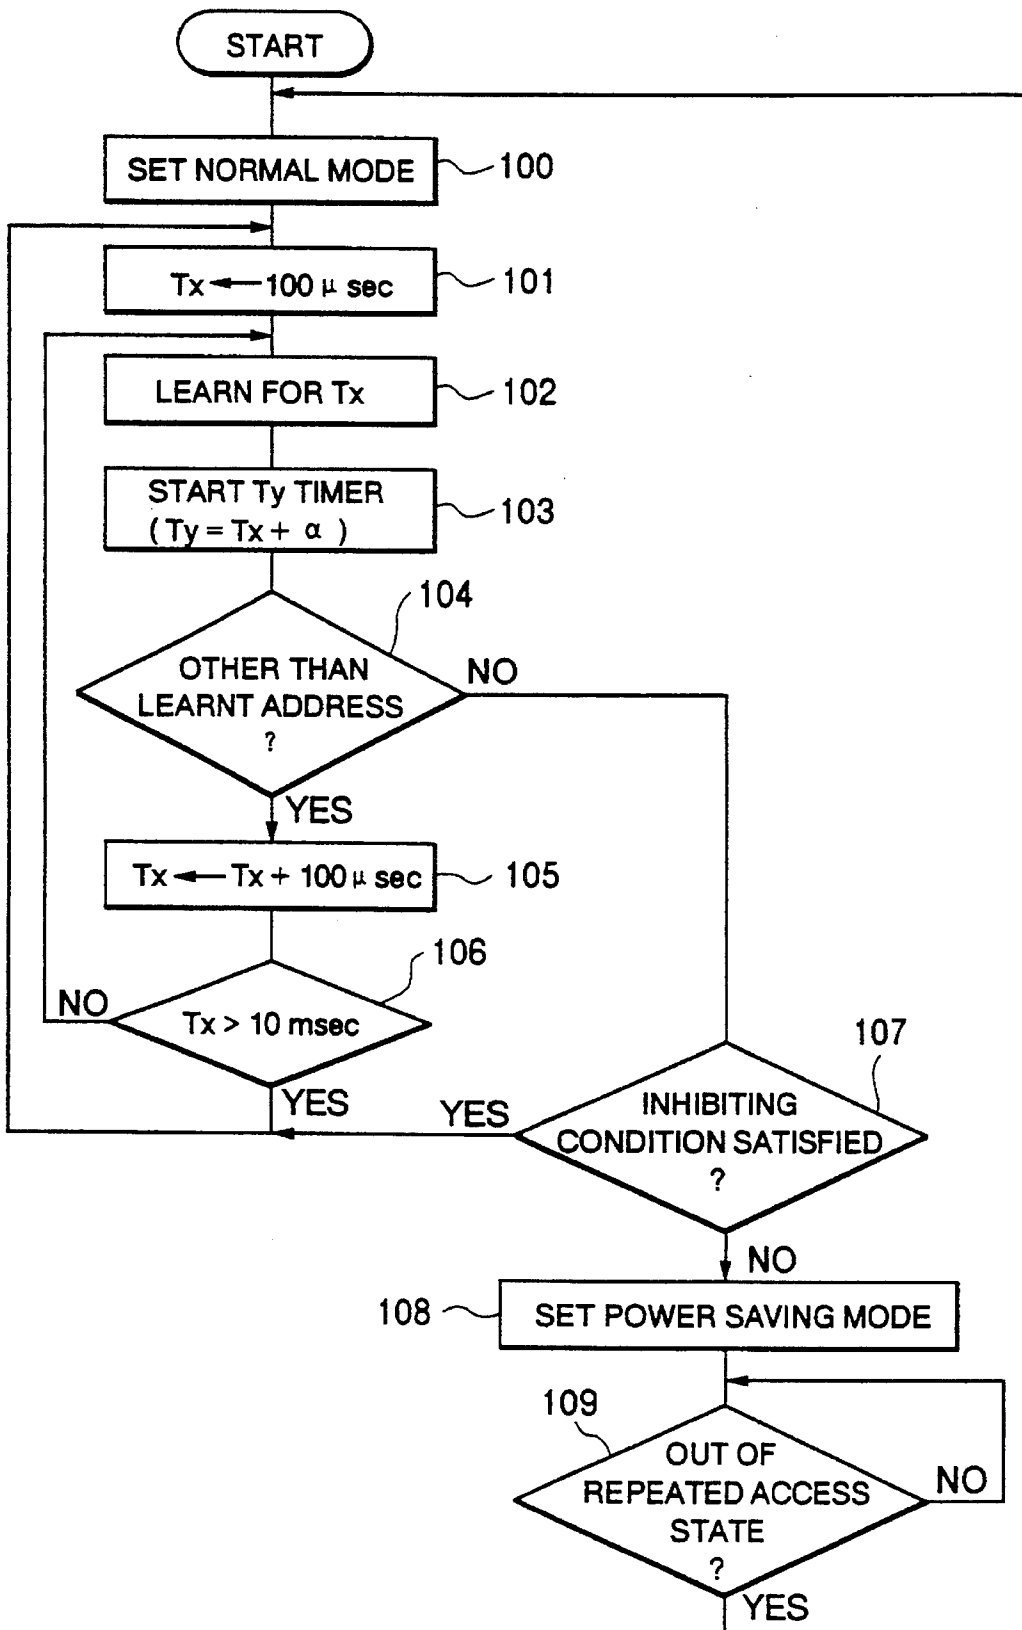 START
SET NORMAL MODE
100
Tx ← 100 μ sec
101
LEARN FOR Tx
102
START Ty TIMER
( Ty = Tx + α )
103
104
OTHER THAN
LEARNT ADDRESS
?
NO
YES
Tx ← Tx + 100 μ sec
105
106
NO
Tx > 10 msec
YES
107
YES
INHIBITING
CONDITION SATISFIED
?
NO
108
SET POWER SAVING MODE
109
OUT OF
REPEATED ACCESS
STATE
?
NO
YES